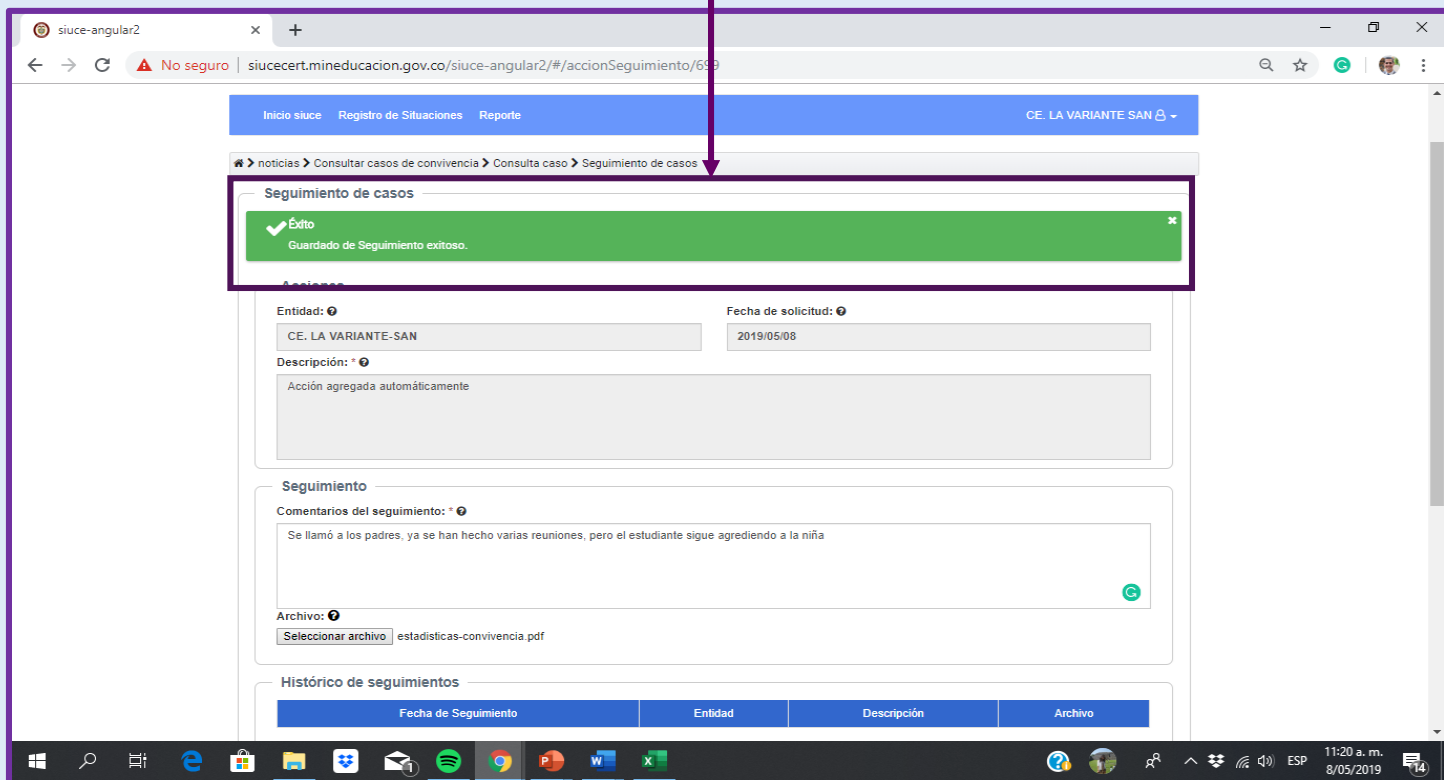 siuce-angular2
No seguro | siucecert.mineducacion.gov.co/siuce-angular2/#/accionSeguimiento/699
Inicio siuce Registro de Situaciones Reporte CE. LA VARIANTE SAN
noticias > Consultar casos de convivencia > Consulta caso > Seguimiento de casos
Seguimiento de casos
Éxito
Guardado de Seguimiento exitoso.
Acciones
Entidad: Fecha de solicitud:
CE. LA VARIANTE-SAN 2019/05/08
Descripción: *
Acción agregada automáticamente
Seguimiento
Comentarios del seguimiento: *
Se llamó a los padres, ya se han hecho varias reuniones, pero el estudiante sigue agrediendo a la niña
Archivo:
Seleccionar archivo estadisticas-convivencia.pdf
Histórico de seguimientos
Fecha de Seguimiento Entidad Descripción Archivo
ESP 11:20 a. m.
8/05/2019 14